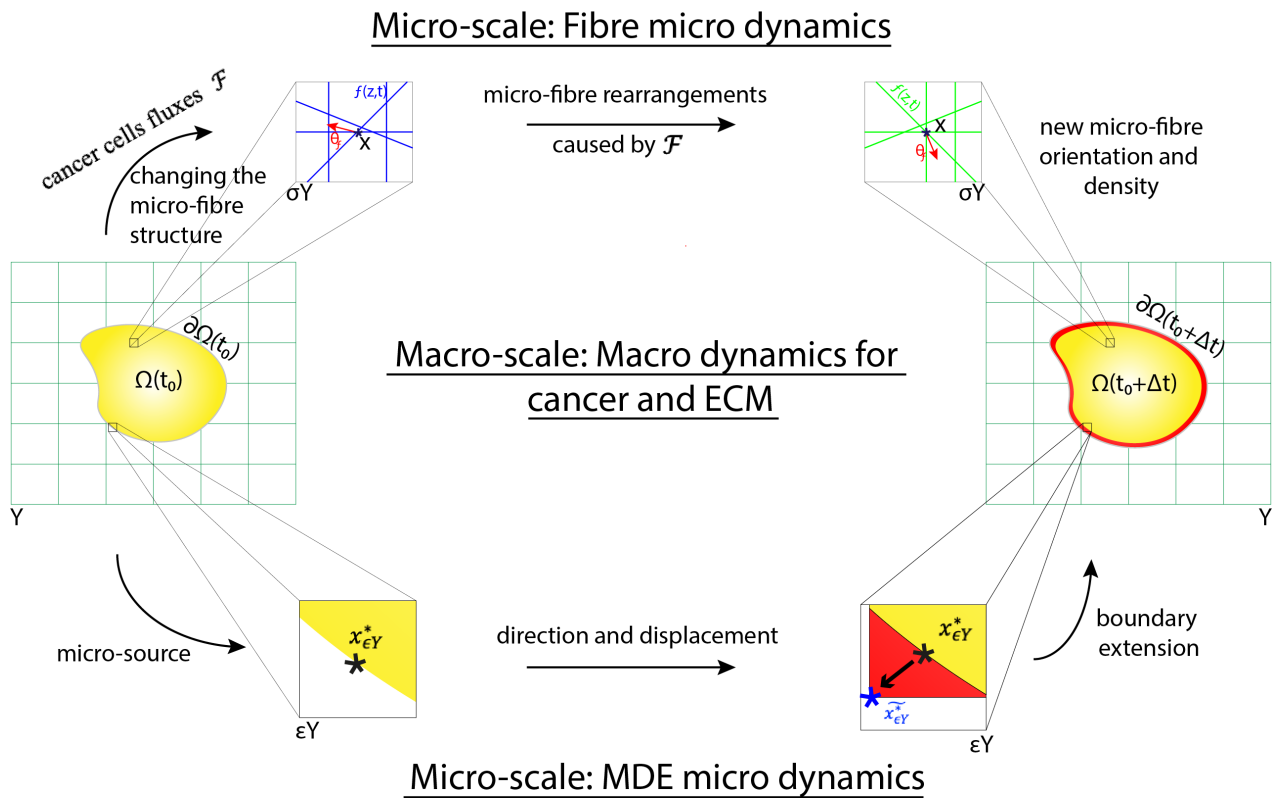 Micro-scale: Fibre micro dynamics
cancer cells fluxes ℱ
changing the
micro-fibre
structure
f(z,t)
θf
x
σY
micro-fibre rearrangements
caused by ℱ
f(z,t)
x
θf
σY
new micro-fibre
orientation and
density
∂Ω(t₀)
Ω(t₀)
Y
Macro-scale: Macro dynamics for
cancer and ECM
∂Ω(t₀+Δt)
Ω(t₀+Δt)
Y
micro-source
x*ϵY
εY
direction and displacement
x*ϵY
x̃*ϵY
εY
boundary
extension
Micro-scale: MDE micro dynamics